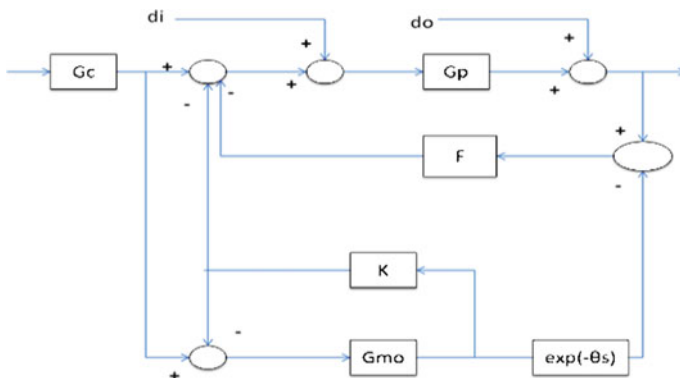 di
do
+
+
Gc
+
-
-
+
Gp
+
+
F
-
K
-
+
Gmo
exp(-θs)